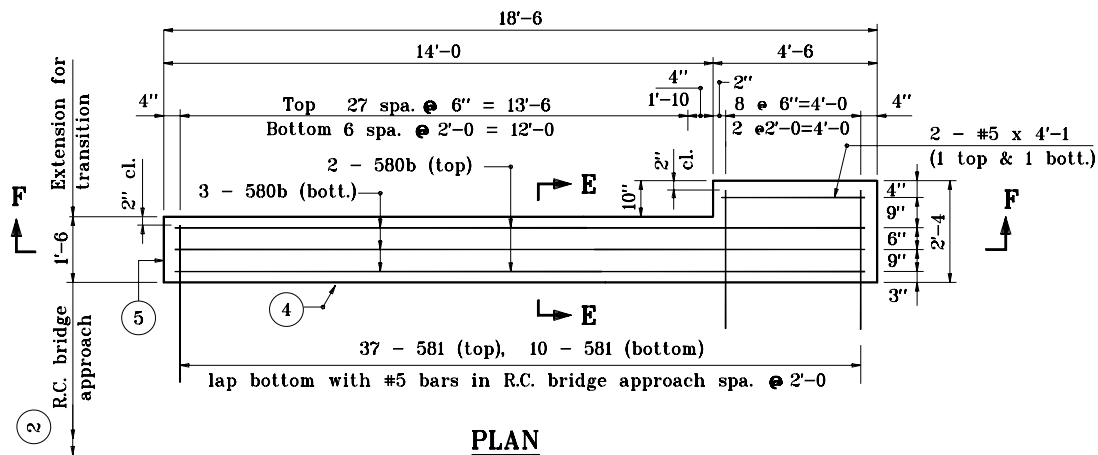 18'-6
14'-0
4'-6
4"
4"
1'-10
2"
Top 27 spa. @ 6" = 13'-6
Bottom 6 spa. @ 2'-0 = 12'-0
8 @ 6"=4'-0
2 @2'-0=4'-0
4"
Extension for
transition
2 - #5 x 4'-1
(1 top & 1 bott.)
2 - 580b (top)
3 - 580b (bott.)
2" cl.
2"
cl.
10"
E
F
F
4"
9"
6"
9"
3"
2'-4
1'-6
5
4
E
37 - 581 (top), 10 - 581 (bottom)
lap bottom with #5 bars in R.C. bridge approach spa. @ 2'-0
R.C. bridge
approach
2
PLAN